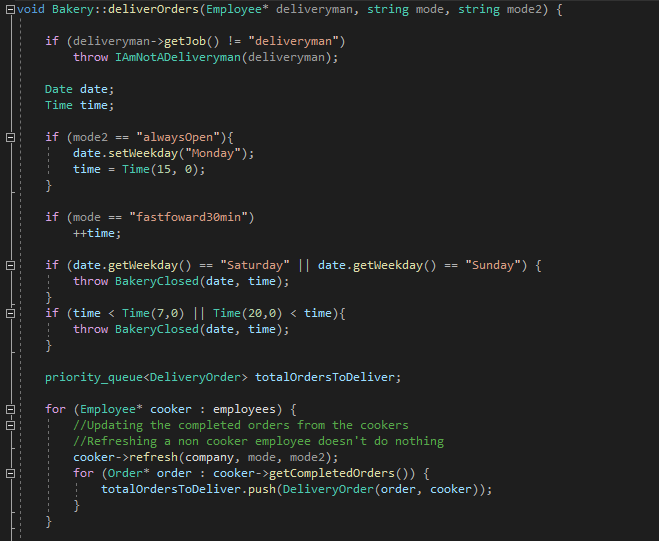 void Bakery::deliverOrders(Employee* deliveryman, string mode, string mode2) {
if (deliveryman->getJob() != "deliveryman")
throw IAmNotADeliveryman(deliveryman);
Date date;
Time time;
if (mode2 == "alwaysOpen"){
date.setWeekday("Monday");
time = Time(15, 0);
}
if (mode == "fastfoward30min")
++time;
if (date.getWeekday() == "Saturday" || date.getWeekday() == "Sunday") {
throw BakeryClosed(date, time);
}
if (time < Time(7,0) || Time(20,0) < time){
throw BakeryClosed(date, time);
}
priority_queue<DeliveryOrder> totalOrdersToDeliver;
for (Employee* cooker : employees) {
//Updating the completed orders from the cookers
//Refreshing a non cooker employee doesn't do nothing
cooker->refresh(company, mode, mode2);
for (Order* order : cooker->getCompletedOrders()) {
totalOrdersToDeliver.push(DeliveryOrder(order, cooker));
}
}